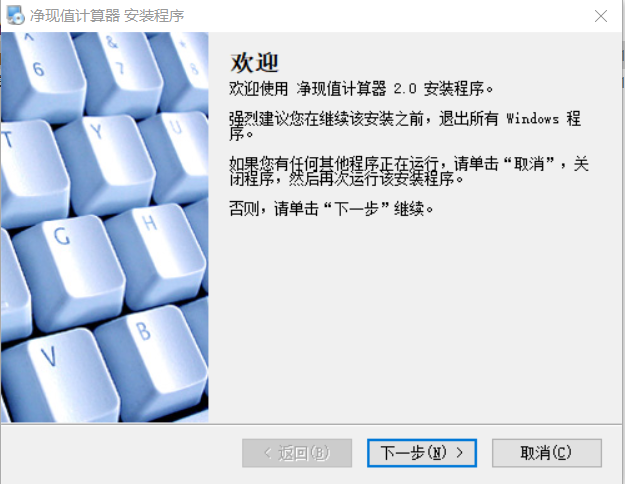 净现值计算器 安装程序
^
6
&
7
T
Y
U
G
H
V
B
欢迎
欢迎使用 净现值计算器 2.0 安装程序。
强烈建议您在继续该安装之前，退出所有 Windows 程
序。
如果您有任何其他程序正在运行，请单击“取消”，关
闭程序，然后再次运行该安装程序。
否则，请单击“下一步”继续。
< 返回(B)
下一步(N) >
取消(C)